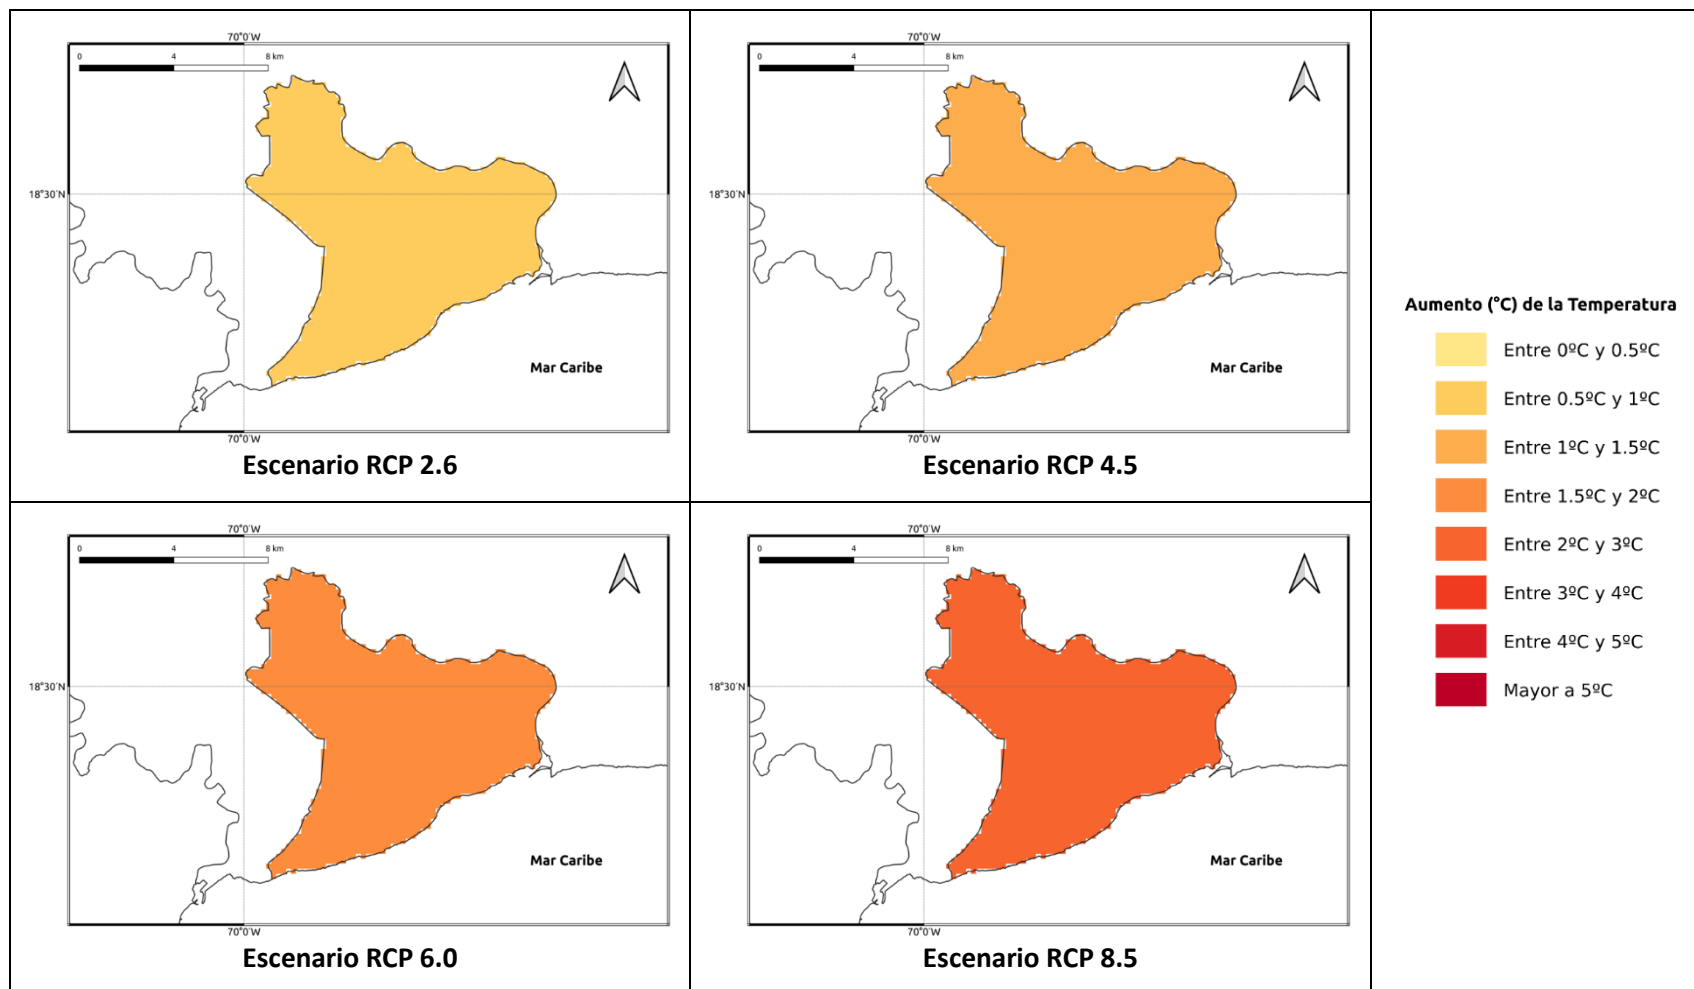 70°0'W
0 4 8 km
18°30'N
Mar Caribe
70°0'W
Escenario RCP 2.6
70°0'W
0 4 8 km
18°30'N
Mar Caribe
70°0'W
Escenario RCP 4.5
Aumento (°C) de la Temperatura
Entre 0ºC y 0.5ºC
Entre 0.5ºC y 1ºC
Entre 1ºC y 1.5ºC
Entre 1.5ºC y 2ºC
Entre 2ºC y 3ºC
Entre 3ºC y 4ºC
Entre 4ºC y 5ºC
Mayor a 5ºC
70°0'W
0 4 8 km
18°30'N
Mar Caribe
70°0'W
Escenario RCP 6.0
70°0'W
0 4 8 km
18°30'N
Mar Caribe
70°0'W
Escenario RCP 8.5